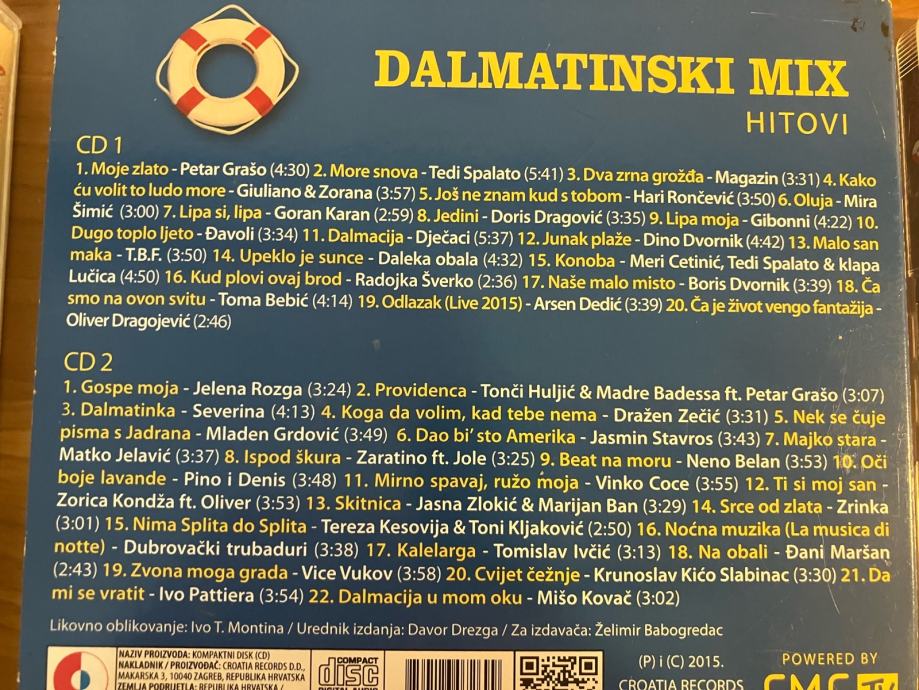 DALMATINSKI MIX
HITOVI
CD 1
1. Moje zlato - Petar Grašo (4:30) 2. More snova - Tedi Spalato (5:41) 3. Dva zrna grožđa - Magazin (3:31) 4. Kako
ću volit to ludo more - Giuliano & Zorana (3:57) 5. Još ne znam kud s tobom - Hari Rončević (3:50) 6. Oluja - Mira
Šimić (3:00) 7. Lipa si, lipa - Goran Karan (2:59) 8. Jedini - Doris Dragović (3:35) 9. Lipa moja - Gibonni (4:22) 10.
Dugo toplo ljeto - Đavoli (3:34) 11. Dalmacija - Dječaci (5:37) 12. Junak plaže - Dino Dvornik (4:42) 13. Malo san
maka - T.B.F. (3:50) 14. Upeklo je sunce - Daleka obala (4:32) 15. Konoba - Meri Cetinić, Tedi Spalato & klapa
Lučica (4:50) 16. Kud plovi ovaj brod - Radojka Šverko (2:36) 17. Naše malo misto - Boris Dvornik (3:39) 18. Ča
smo na ovon svitu - Toma Bebić (4:14) 19. Odlazak (Live 2015) - Arsen Dedić (3:39) 20. Ča je život vengo fantažija -
Oliver Dragojević (2:46)
CD 2
1. Gospe moja - Jelena Rozga (3:24) 2. Providenca - Tonči Huljić & Madre Badessa ft. Petar Grašo (3:07)
3. Dalmatinka - Severina (4:13) 4. Koga da volim, kad tebe nema - Dražen Zečić (3:31) 5. Nek se čuje
pisma s Jadrana - Mladen Grdović (3:49) 6. Dao bi' sto Amerika - Jasmin Stavros (3:43) 7. Majko stara -
Matko Jelavić (3:37) 8. Ispod škura - Zaratino ft. Jole (3:25) 9. Beat na moru - Neno Belan (3:53) 10. Oči
boje lavande - Pino i Denis (3:48) 11. Mirno spavaj, ružo moja - Vinko Coce (3:55) 12. Ti si moj san -
Zorica Kondža ft. Oliver (3:53) 13. Skitnica - Jasna Zlokić & Marijan Ban (3:29) 14. Srce od zlata - Zrinka
(3:01) 15. Nima Splita do Splita - Tereza Kesovija & Toni Kljaković (2:50) 16. Noćna muzika (La musica di
notte) - Dubrovački trubaduri (3:38) 17. Kalelarga - Tomislav Ivčić (3:13) 18. Na obali - Đani Maršan
(2:43) 19. Zvona moga grada - Vice Vukov (3:58) 20. Cvijet čežnje - Krunoslav Kićo Slabinac (3:30) 21. Da
mi se vratit - Ivo Pattiera (3:54) 22. Dalmacija u mom oku - Mišo Kovač (3:02)
Likovno oblikovanje: Ivo T. Montina / Urednik izdanja: Davor Drezga / Za izdavača: Želimir Babogredac
NAZIV PROIZVODA: KOMPAKTNI DISK (CD)
NAKLADNIK / PROIZVOĐAČ: CROATIA RECORDS D.D.,
MAKARSKA 3, 10040 ZAGREB, REPUBLIKA HRVATSKA
ZEMLJA PODRIJETLA: REPUBLIKA HRVATSKA /
COMPACT
disc
DIGITAL AUDIO
(P) i (C) 2015.
CROATIA RECORDS
POWERED BY
CMC TV